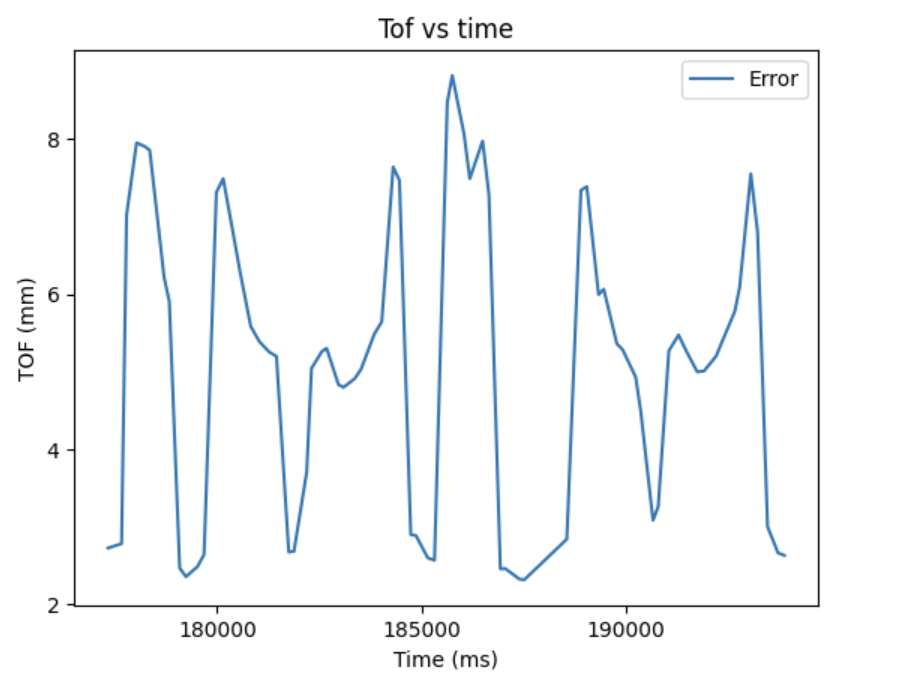 Tof vs time
Error
8
6
4
2
TOF (mm)
180000 185000 190000
Time (ms)